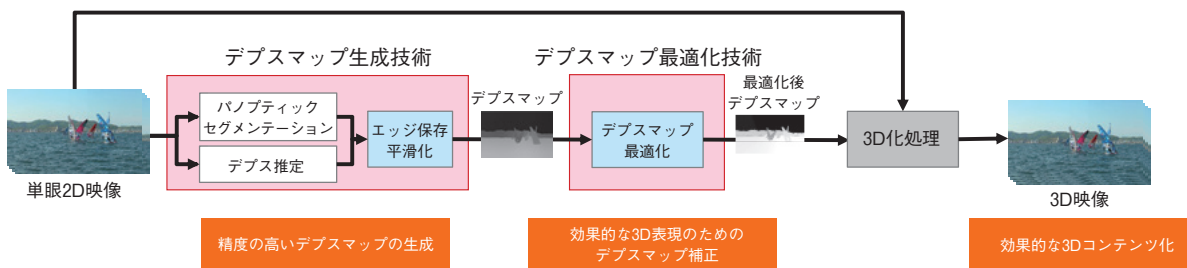 デプスマップ生成技術
デプスマップ最適化技術
パノプティック
セグメンテーション
デプス推定
エッジ保存
平滑化
デプスマップ
デプスマップ
最適化
最適化後
デプスマップ
3D化処理
単眼2D映像
3D映像
精度の高いデプスマップの生成
効果的な3D表現のための
デプスマップ補正
効果的な3Dコンテンツ化